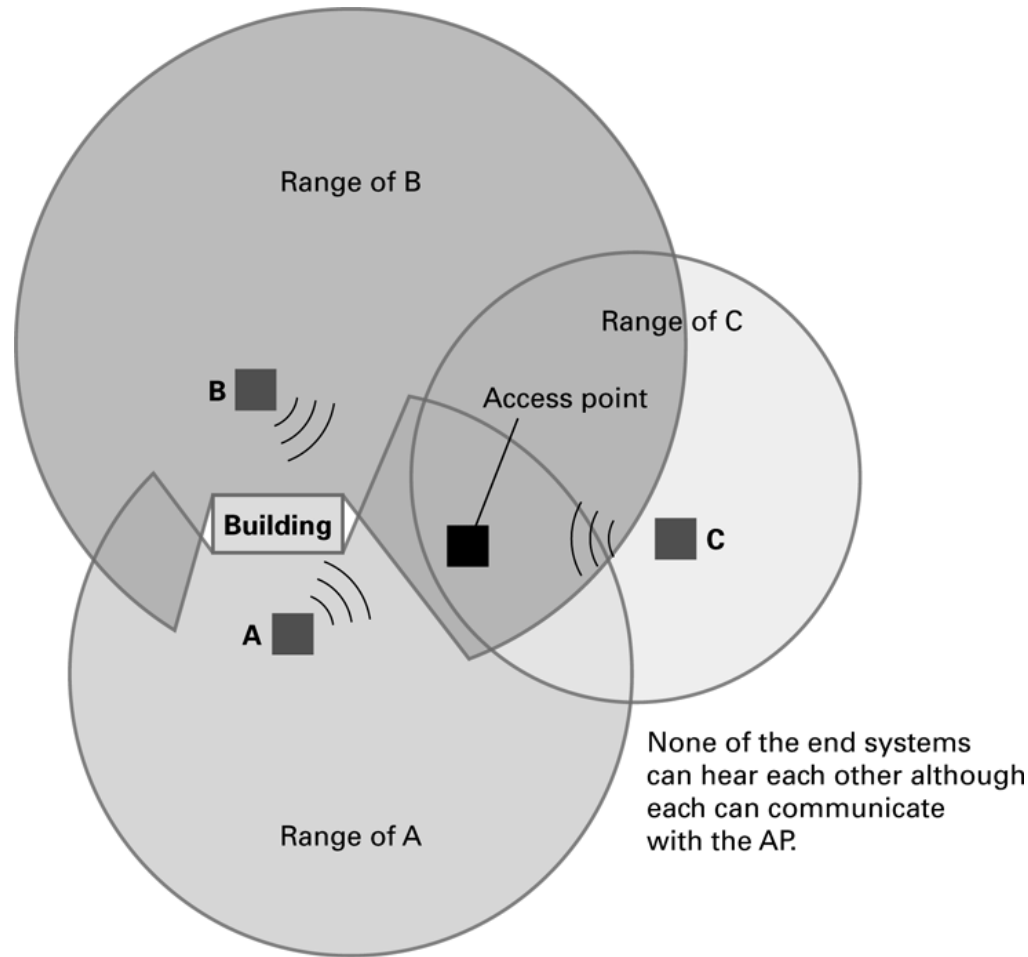 Range of B
Range of C
Access point
B
Building
C
A
None of the end systems
can hear each other although
each can communicate
with the AP.
Range of A